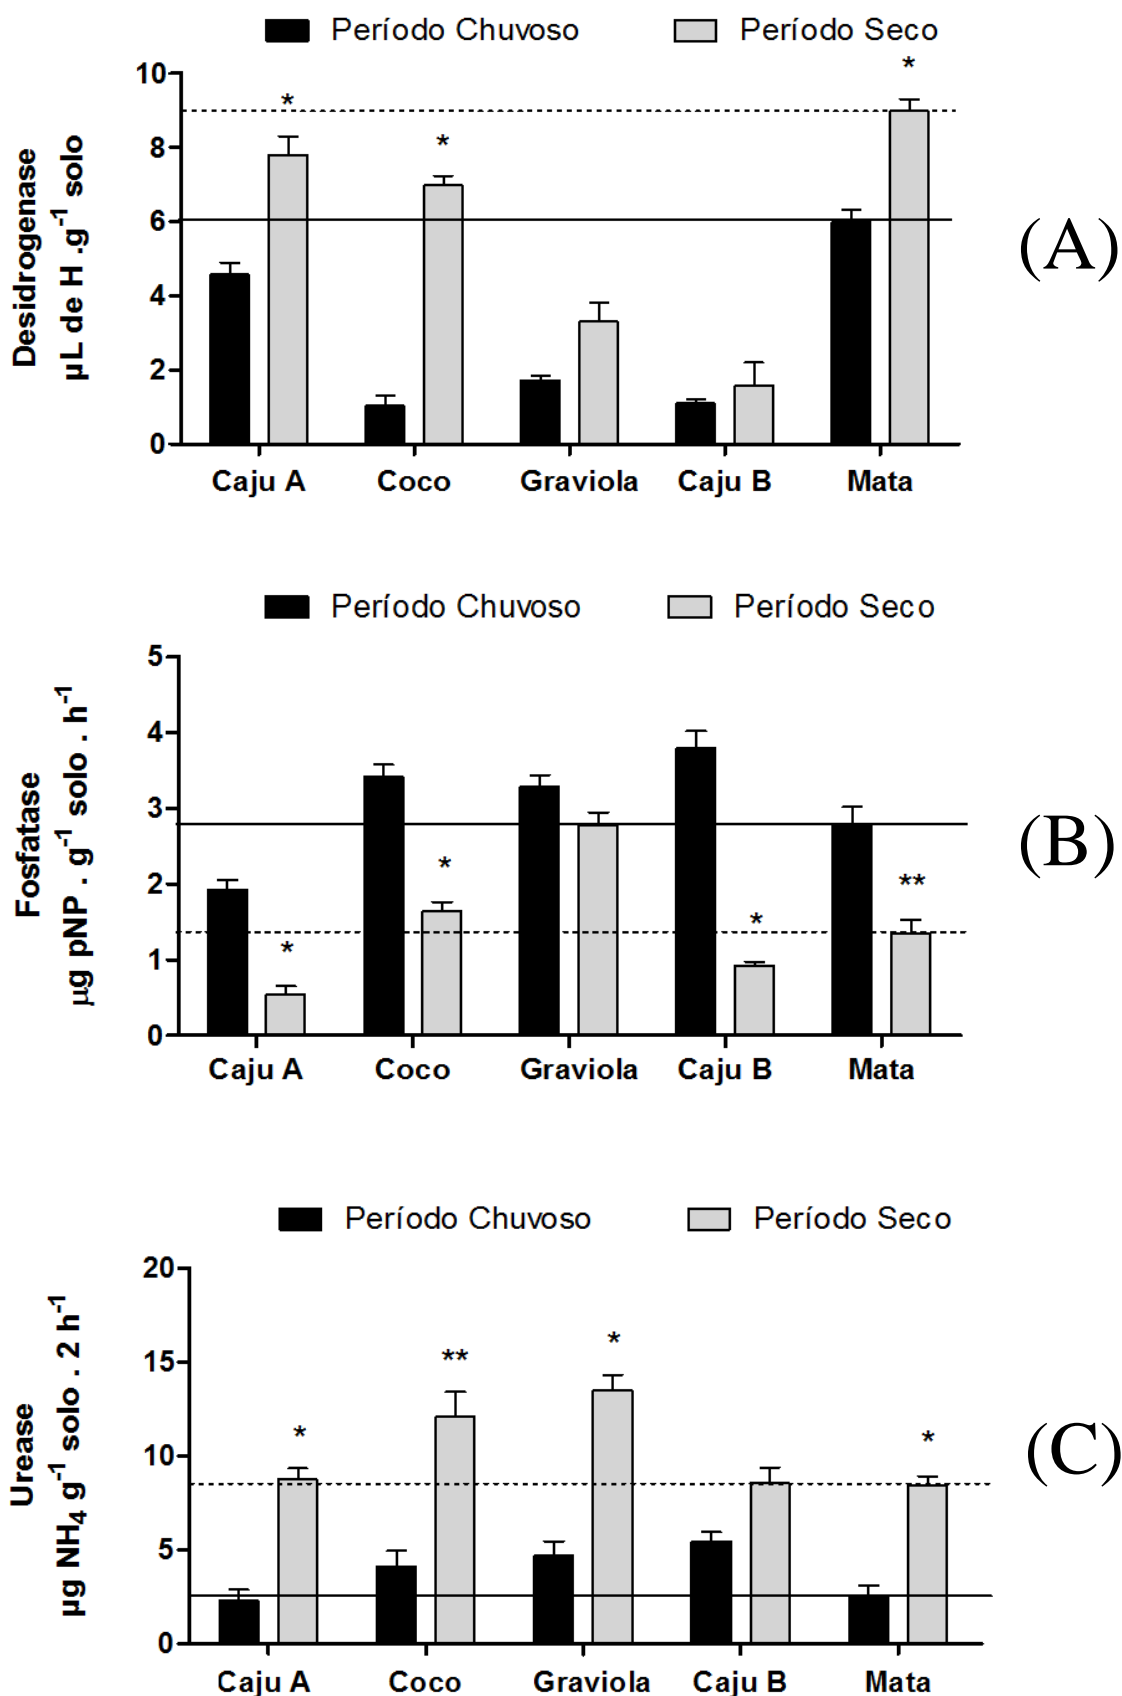 Período Chuvoso Período Seco
Desidrogenase
µL de H .g⁻¹ solo
10
8
6
4
2
0
* * *
Caju A Coco Graviola Caju B Mata
(A)
Período Chuvoso Período Seco
Fosfatase
µg pNP . g⁻¹ solo . h⁻¹
5
4
3
2
1
0
* * * **
Caju A Coco Graviola Caju B Mata
(B)
Período Chuvoso Período Seco
Urease
µg NH₄ g⁻¹ solo . 2 h⁻¹
20
15
10
5
0
* ** * *
Caju A Coco Graviola Caju B Mata
(C)